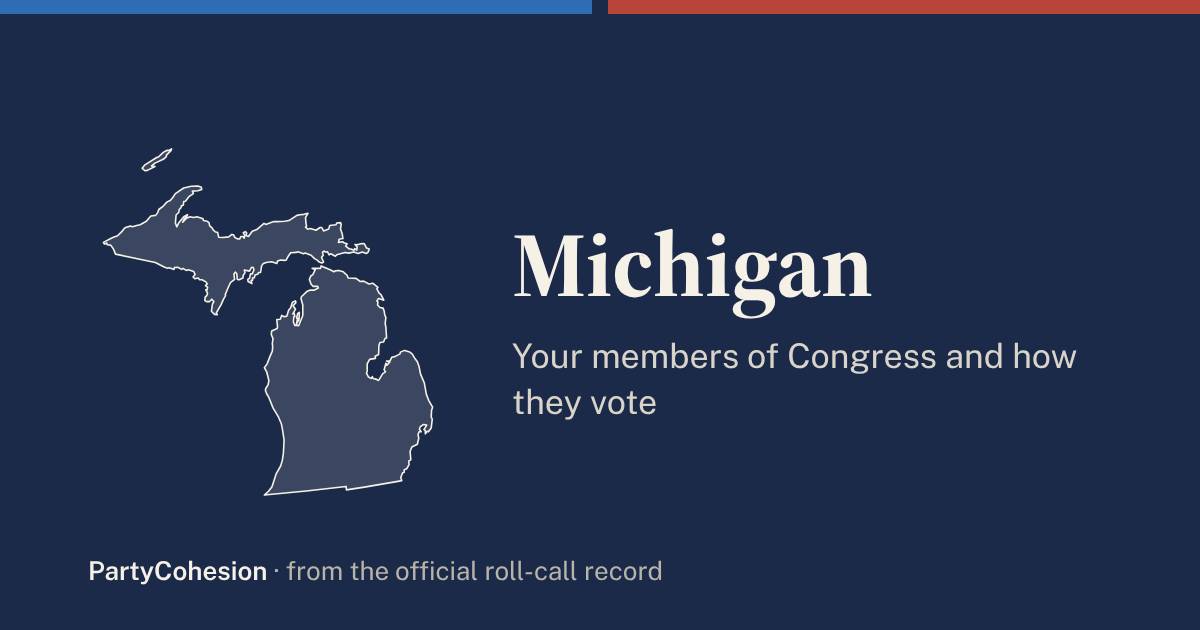 Michigan
Your members of Congress and how
they vote
PartyCohesion · from the official roll-call record